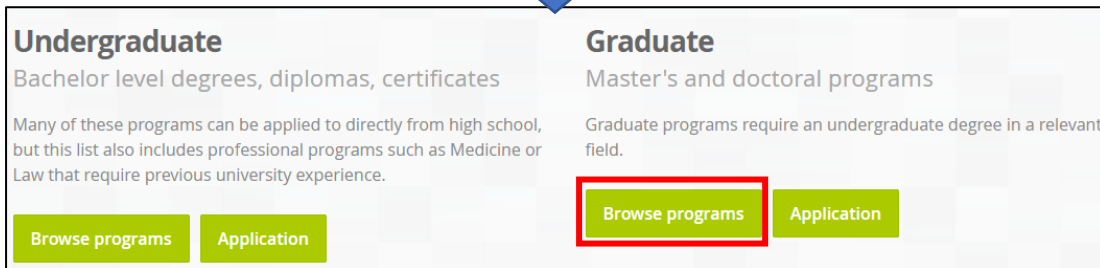 Undergraduate
Bachelor level degrees, diplomas, certificates
Many of these programs can be applied to directly from high school,
but this list also includes professional programs such as Medicine or
Law that require previous university experience.
Browse programs
Application
Graduate
Master's and doctoral programs
Graduate programs require an undergraduate degree in a relevant
field.
Browse programs
Application